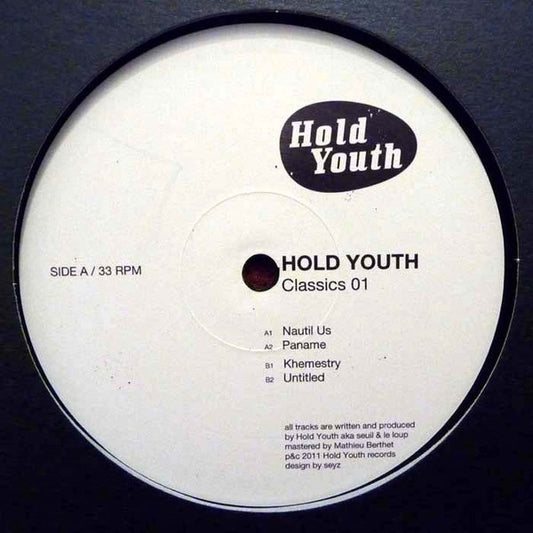 Hold
Youth
SIDE A / 33 RPM
HOLD YOUTH
Classics 01
A1 Nautil Us
A2 Paname
B1 Khemestry
B2 Untitled
all tracks are written and produced
by Hold Youth aka seuil & le loup
mastered by Mathieu Berthet
p&c 2011 Hold Youth records
design by seyz